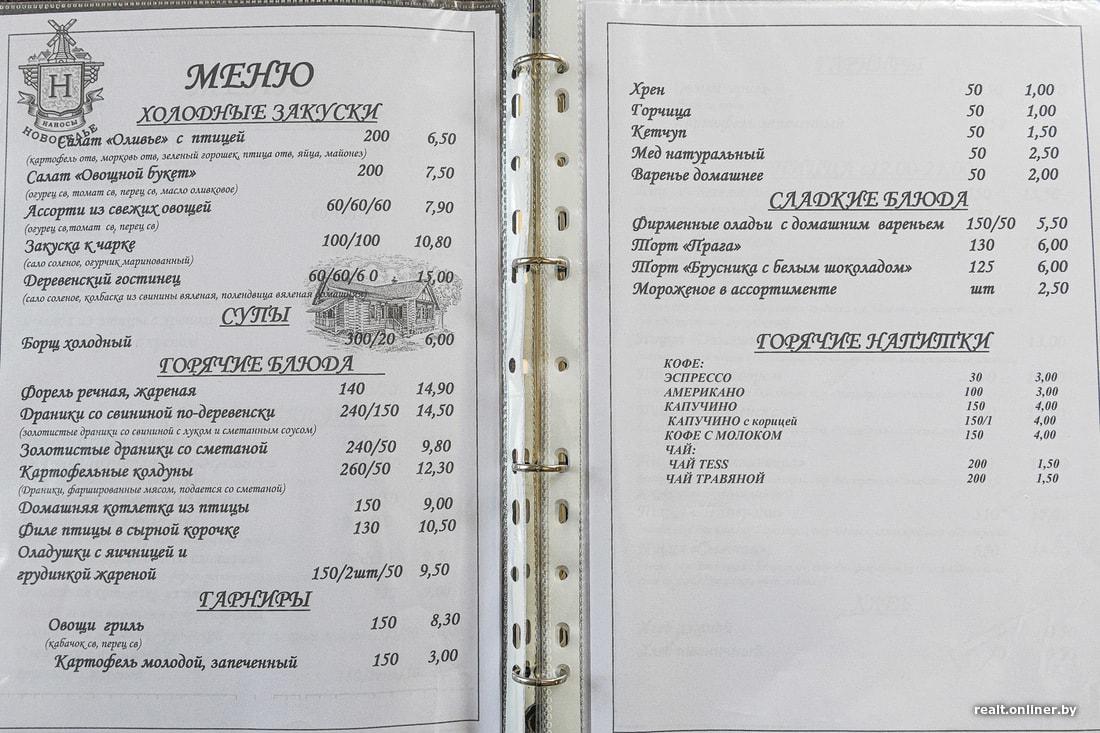 Н
НАНОСЫ
НОВОСЕЛЬЕ
МЕНЮ
ХОЛОДНЫЕ ЗАКУСКИ
Салат «Оливье» с птицей 200 6,50
(картофель отв, морковь отв, зеленый горошек, птица отв, яйца, майонез)
Салат «Овощной букет» 200 7,50
(огурец св, томат св, перец св, масло оливковое)
Ассорти из свежих овощей 60/60/60 7,90
(огурец св,томат св, перец св)
Закуска к чарке 100/100 10,80
(сало соленое, огурчик маринованный)
Деревенский гостинец 60/60/6 0 15,00
(сало соленое, колбаска из свинины вяленая, полендвица вяленая домашняя)
СУПЫ
Борщ холодный 300/20 6,00
ГОРЯЧИЕ БЛЮДА
Форель речная, жареная 140 14,90
Драники со свининой по-деревенски 240/150 14,50
(золотистые драники со свининой с луком и сметанным соусом)
Золотистые драники со сметаной 240/50 9,80
Картофельные колдуны 260/50 12,30
(Драники, фаршированные мясом, подается со сметаной)
Домашняя котлетка из птицы 150 9,00
Филе птицы в сырной корочке 130 10,50
Оладушки с яичницей и
грудинкой жареной 150/2шт/50 9,50
ГАРНИРЫ
Овощи гриль 150 8,30
(кабачок св, перец св)
Картофель молодой, запеченный 150 3,00
Хрен 50 1,00
Горчица 50 1,00
Кетчуп 50 1,50
Мед натуральный 50 2,50
Варенье домашнее 50 2,00
СЛАДКИЕ БЛЮДА
Фирменные оладьи с домашним вареньем 150/50 5,50
Торт «Прага» 130 6,00
Торт «Брусника с белым шоколадом» 125 6,00
Мороженое в ассортименте шт 2,50
ГОРЯЧИЕ НАПИТКИ
КОФЕ:
ЭСПРЕССО 30 3,00
АМЕРИКАНО 100 3,00
КАПУЧИНО 150 4,00
КАПУЧИНО с корицей 150/1 4,00
КОФЕ С МОЛОКОМ 150 4,00
ЧАЙ:
ЧАЙ TESS 200 1,50
ЧАЙ ТРАВЯНОЙ 200 1,50
realt.onliner.by